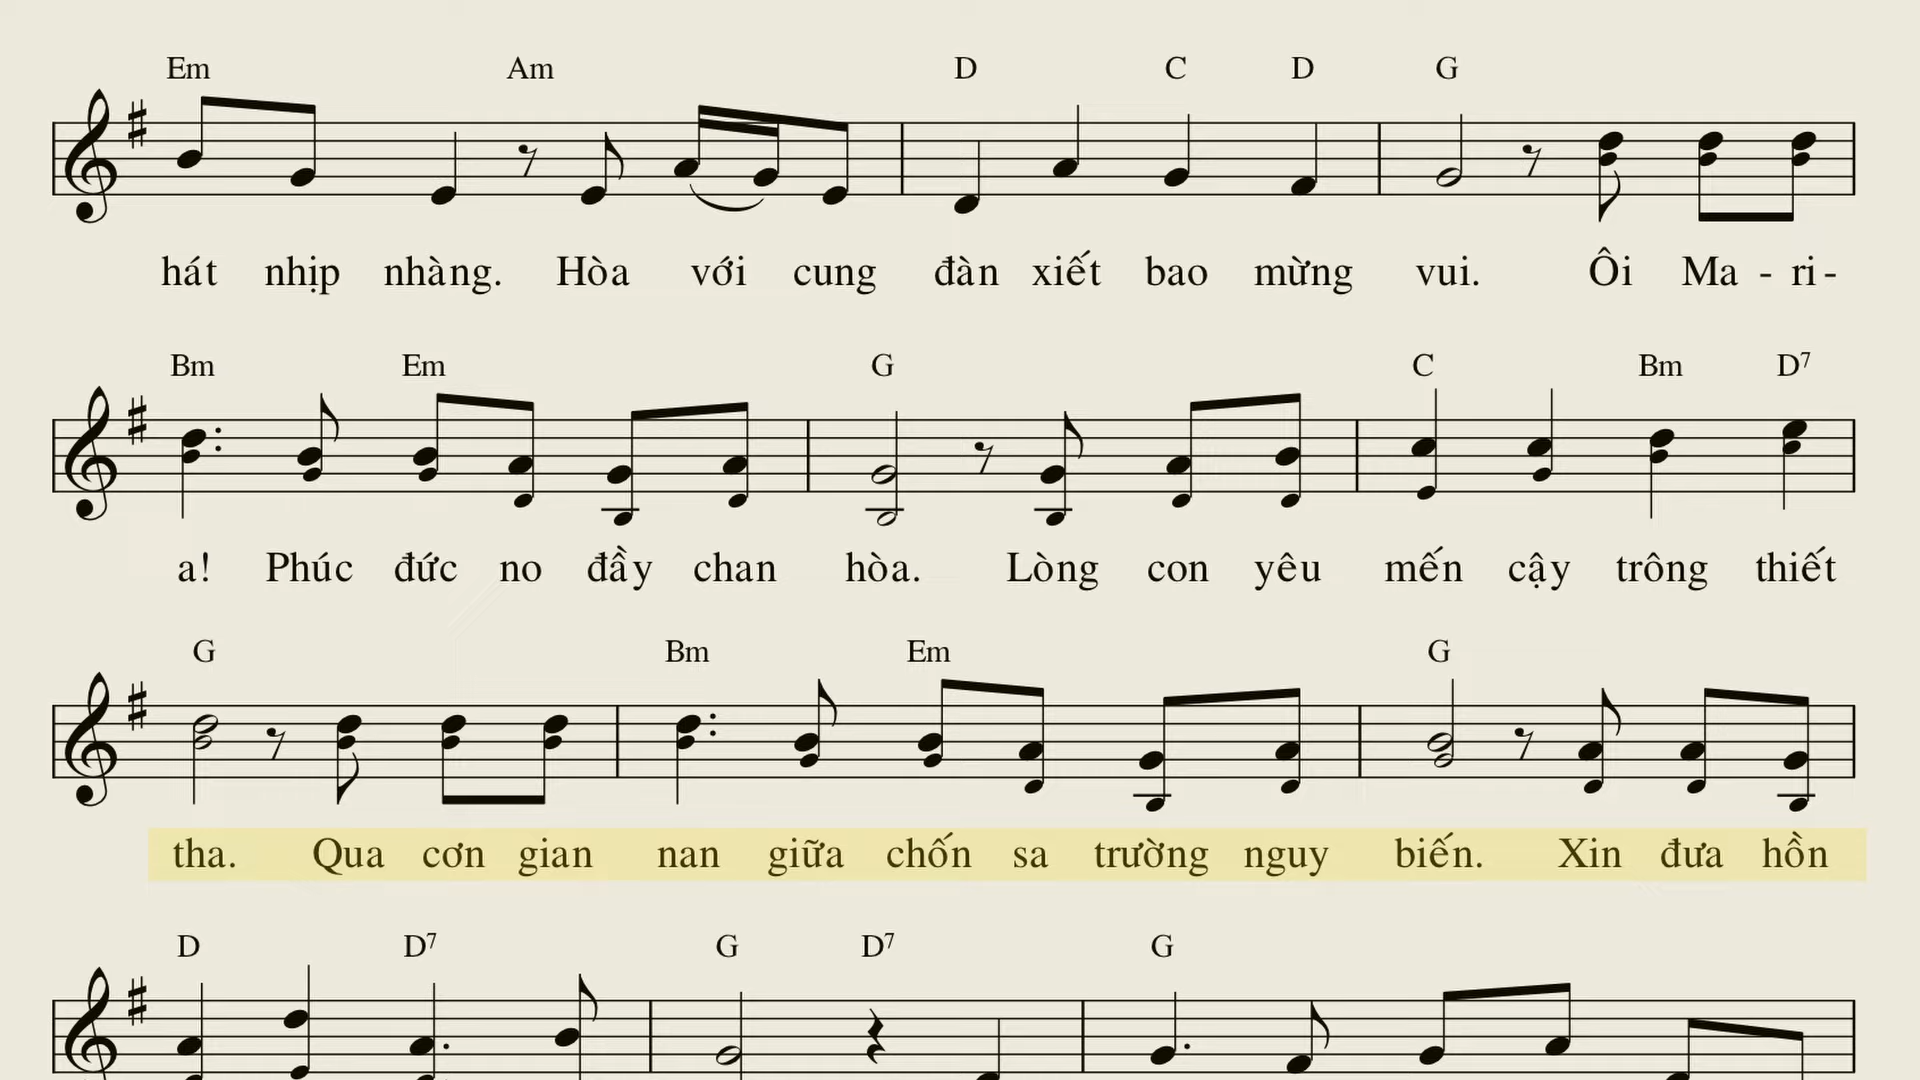 Em Am D C D G
hát nhịp nhàng. Hòa với cung đàn xiết bao mừng vui. Ôi Ma - ri -
Bm Em G C Bm D7
a! Phúc đức no đầy chan hòa. Lòng con yêu mến cậy trông thiết
G Bm Em G
tha. Qua cơn gian nan giữa chốn sa trường nguy biến. Xin đưa hồn
D D7 G D7 G